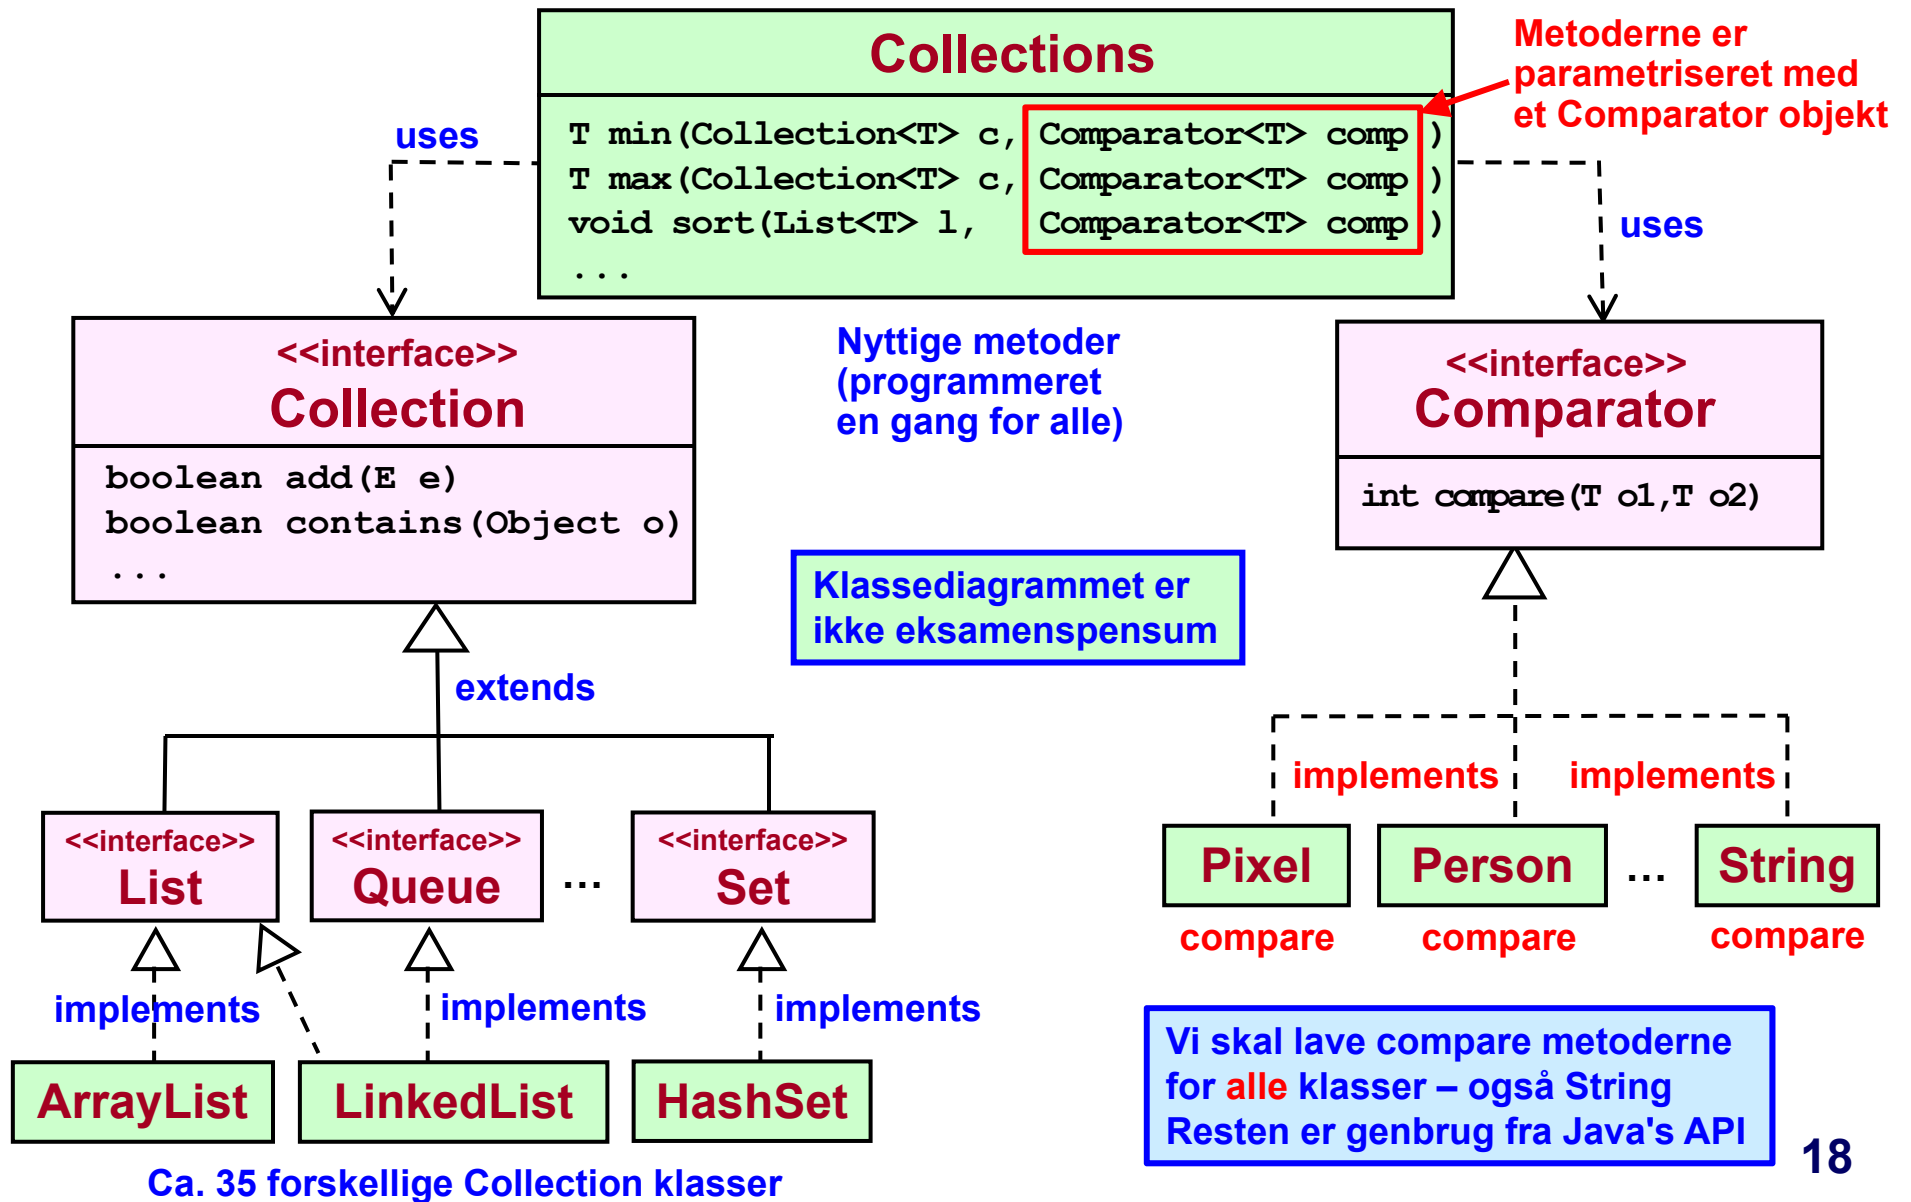 Collections
T min(Collection<T> c, Comparator<T> comp )
T max(Collection<T> c, Comparator<T> comp )
void sort(List<T> l, Comparator<T> comp )
...
Metoderne er
parametriseret med
et Comparator objekt
uses
uses
<<interface>>
Collection
boolean add(E e)
boolean contains(Object o)
...
Nyttige metoder
(programmeret
en gang for alle)
<<interface>>
Comparator
int compare(T o1,T o2)
Klassediagrammet er
ikke eksamenspensum
extends
implements
implements
<<interface>>
List
<<interface>>
Queue
...
<<interface>>
Set
Pixel
Person
...
String
compare
compare
compare
implements
implements
implements
ArrayList
LinkedList
HashSet
Ca. 35 forskellige Collection klasser
Vi skal lave compare metoderne
for alle klasser – også String
Resten er genbrug fra Java's API
18